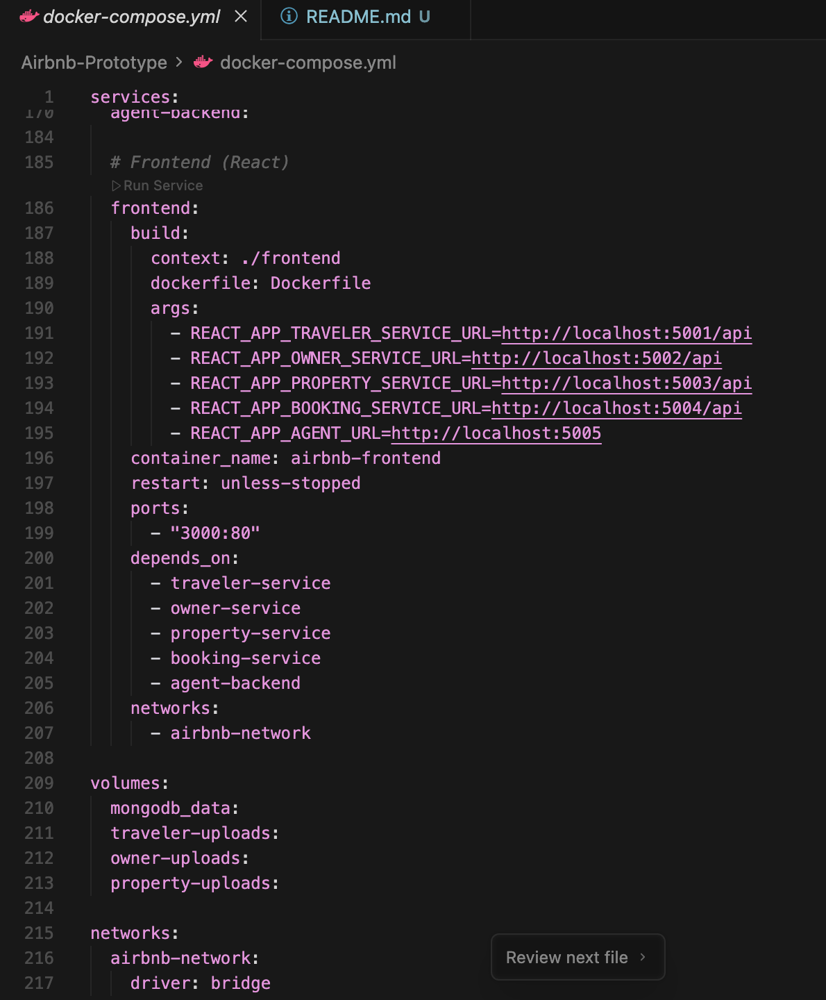 docker-compose.yml × README.md U
Airbnb-Prototype > docker-compose.yml
1 services:
170 agent-backend:
184
185 # Frontend (React)
Run Service
186 frontend:
187 build:
188 context: ./frontend
189 dockerfile: Dockerfile
190 args:
191 - REACT_APP_TRAVELER_SERVICE_URL=http://localhost:5001/api
192 - REACT_APP_OWNER_SERVICE_URL=http://localhost:5002/api
193 - REACT_APP_PROPERTY_SERVICE_URL=http://localhost:5003/api
194 - REACT_APP_BOOKING_SERVICE_URL=http://localhost:5004/api
195 - REACT_APP_AGENT_URL=http://localhost:5005
196 container_name: airbnb-frontend
197 restart: unless-stopped
198 ports:
199 - "3000:80"
200 depends_on:
201 - traveler-service
202 - owner-service
203 - property-service
204 - booking-service
205 - agent-backend
206 networks:
207 - airbnb-network
208
209 volumes:
210 mongodb_data:
211 traveler-uploads:
212 owner-uploads:
213 property-uploads:
214
215 networks:
216 airbnb-network:
217 driver: bridge
Review next file >